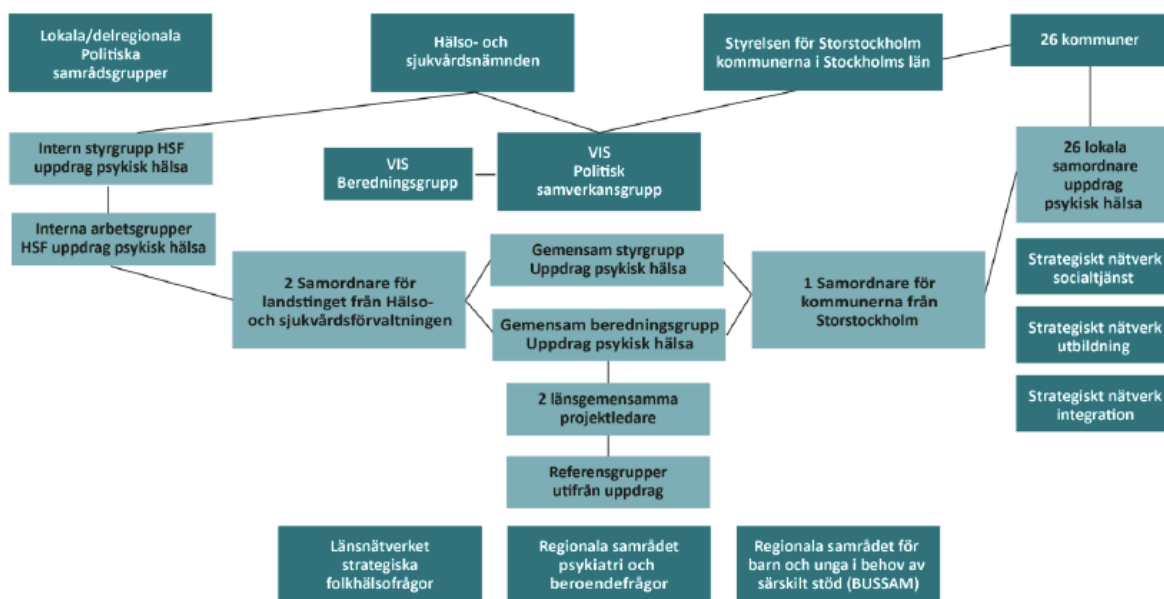 Lokala/delregionala
Politiska
samrådsgrupper
Hälso- och
sjukvårdsnämnden
Styrelsen för Storstockholm
kommunerna i Stockholms län
26 kommuner
Intern styrgrupp HSF
uppdrag psykisk hälsa
VIS
Beredningsgrupp
VIS
Politisk
samverkansgrupp
26 lokala
samordnare
uppdrag
psykisk hälsa
Interna arbetsgrupper
HSF uppdrag psykisk hälsa
2 Samordnare för
landstinget från Hälso-
och sjukvårdsförvaltningen
Gemensam styrgrupp
Uppdrag psykisk hälsa
Gemensam beredningsgrupp
Uppdrag psykisk hälsa
1 Samordnare för
kommunerna från
Storstockholm
Strategiskt nätverk
socialtjänst
Strategiskt nätverk
utbildning
Strategiskt nätverk
integration
2 länsgemensamma
projektledare
Referensgrupper
utifrån uppdrag
Länsnätverket
strategiska
folkhälsofrågor
Regionala samrådet
psykiatri och
beroendefrågor
Regionala samrådet för
barn och unga i behov av
särskilt stöd (BUSSAM)